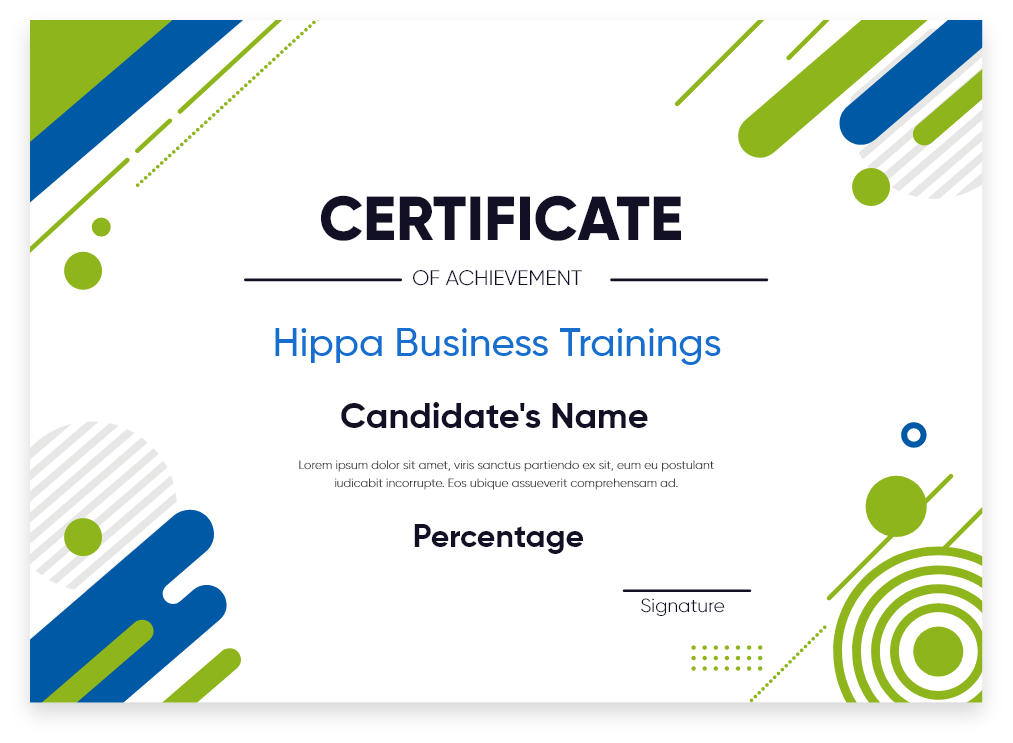 CERTIFICATE
OF ACHIEVEMENT
Hippa Business Trainings
Candidate's Name
Lorem ipsum dolor sit amet, viris sanctus partiendo ex sit, eum eu postulant
iudicabit incorrupte. Eos ubique assueverit comprehensam ad.
Percentage
Signature